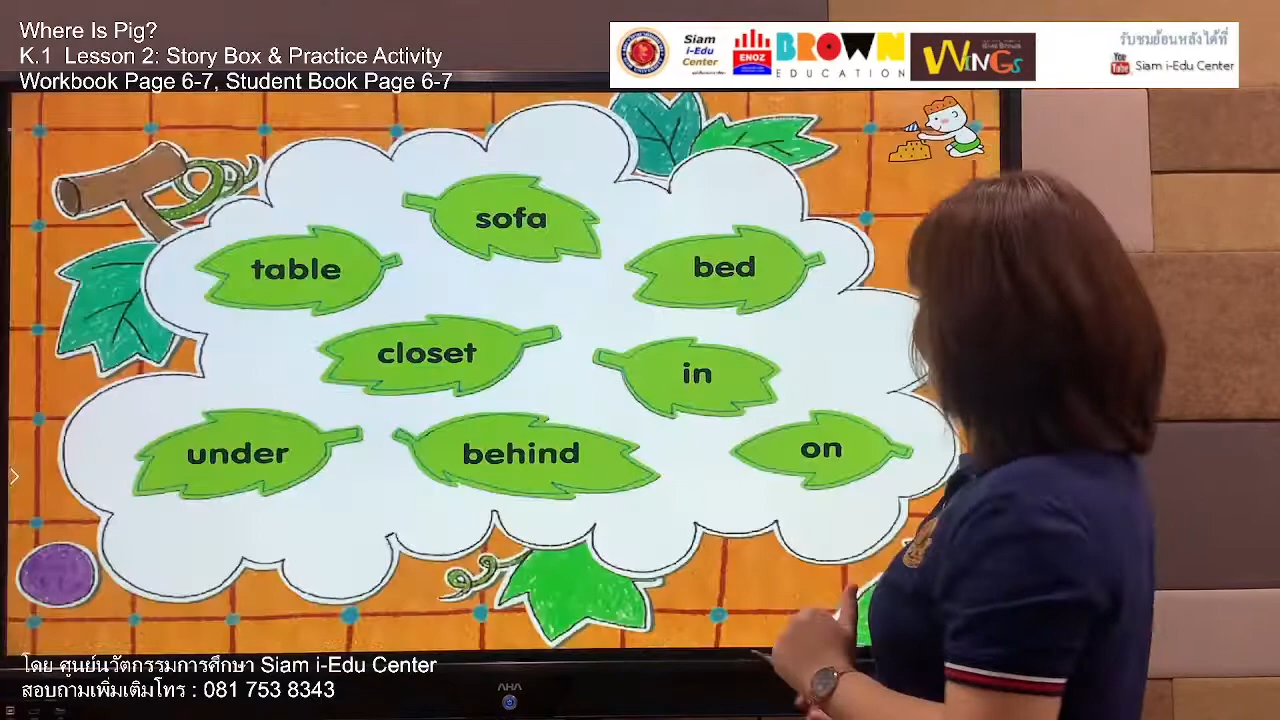 Where Is Pig?
K.1 Lesson 2: Story Box & Practice Activity
Workbook Page 6-7, Student Book Page 6-7
Siam
i-Edu
Center
ENOZ
BROWN
EDUCATION
WiNGs
รับชมย้อนหลังได้ที่
You Tube Siam i-Edu Center
sofa
table
bed
closet
in
under
behind
on
โดย ศูนย์นวัตกรรมการศึกษา Siam i-Edu Center
สอบถามเพิ่มเติมโทร : 081 753 8343
AHA